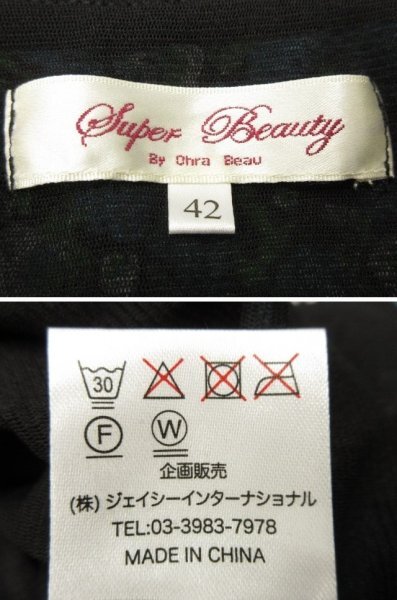 Super Beauty
By Ohra Beau
42
30
F W
企画販売
(株) ジェイシーインターナショナル
TEL:03-3983-7978
MADE IN CHINA